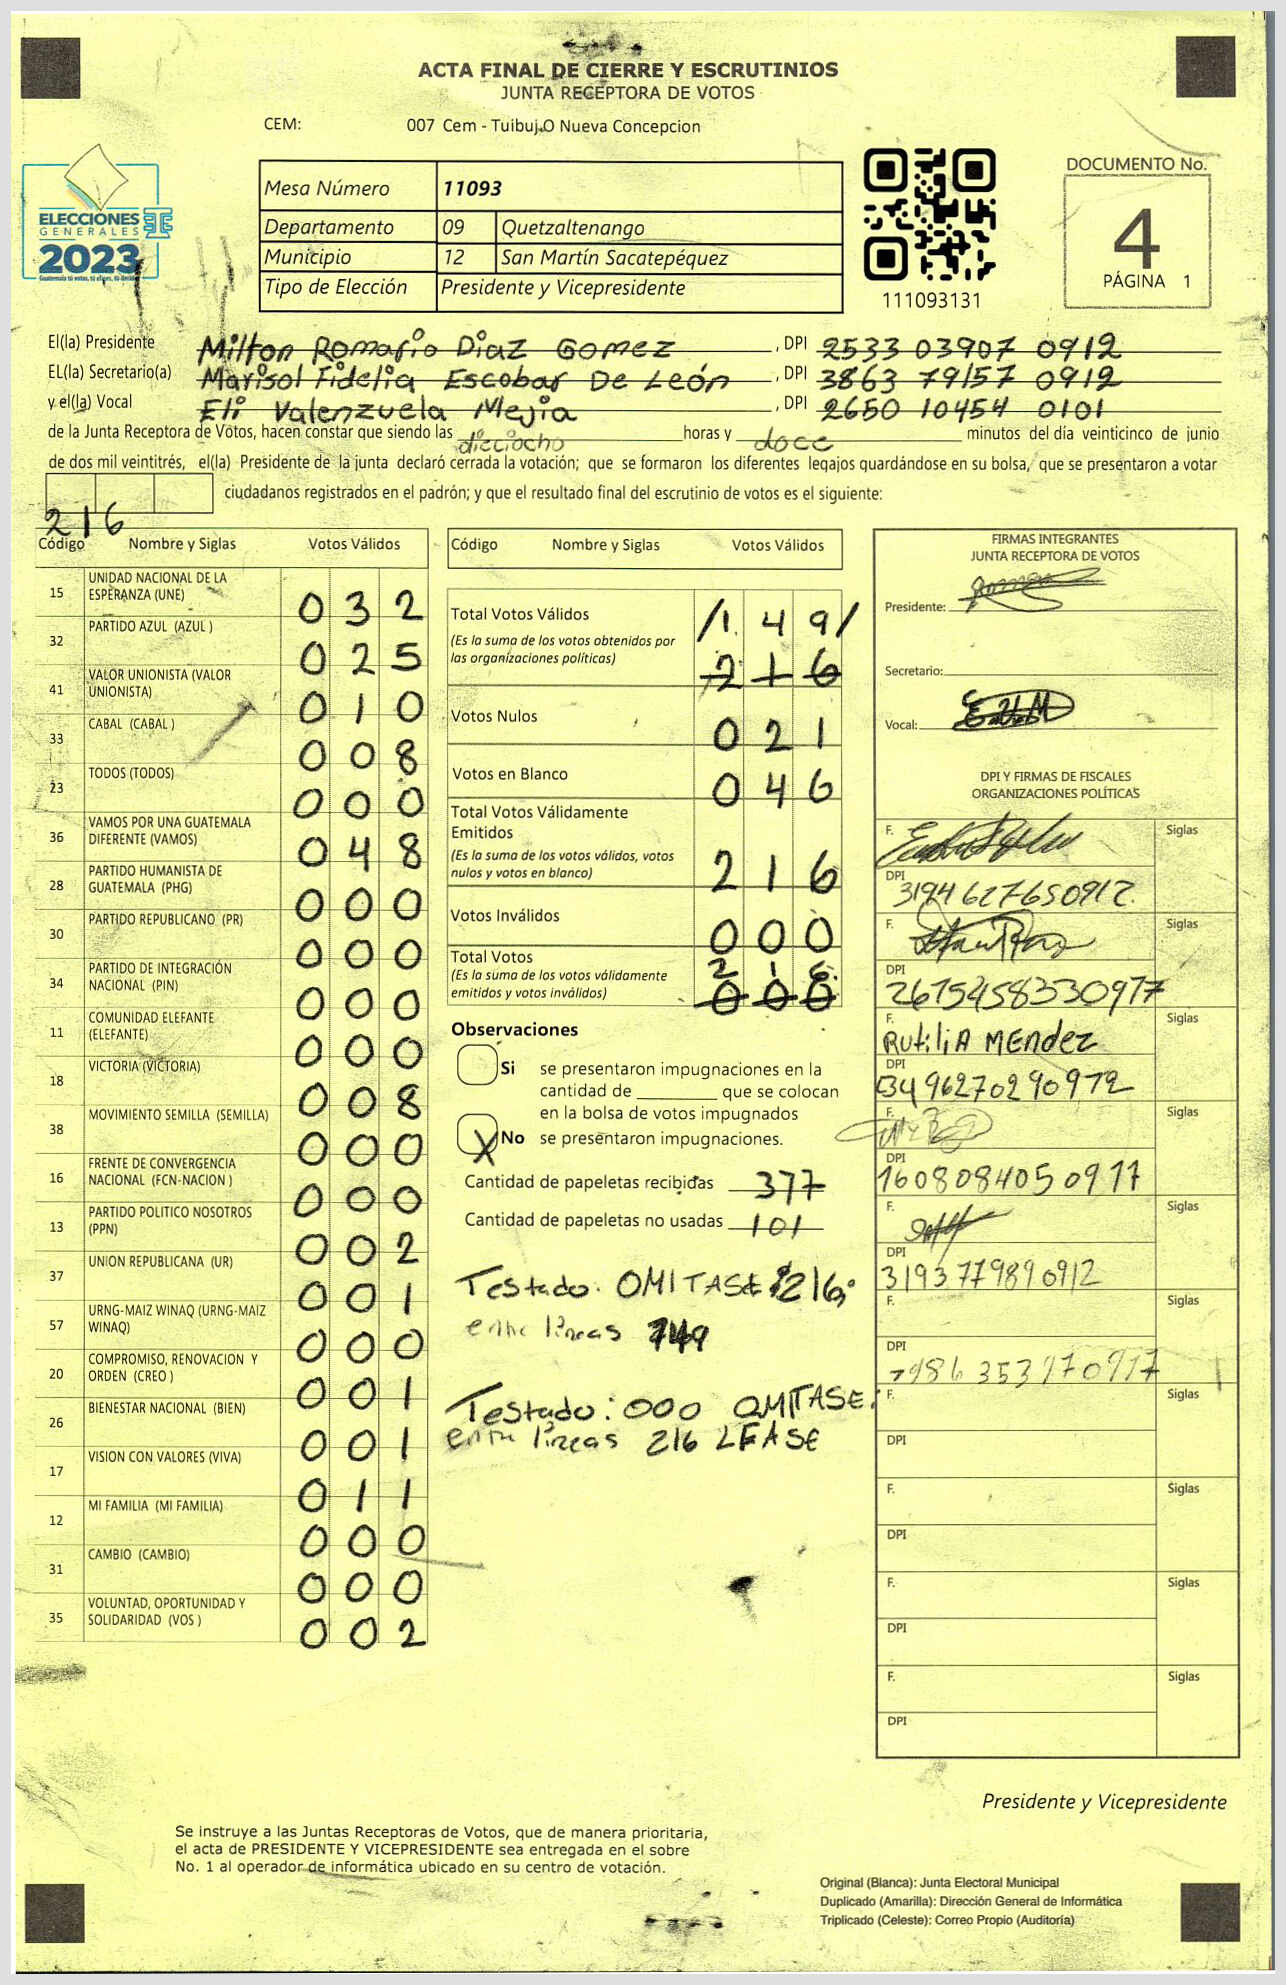 ACTA FINAL DE CIERRE Y ESCRUTINIOS
JUNTA RECEPTORA DE VOTOS
CEM: 007 Cem - Tuibuj,O Nueva Concepcion
ELECCIONES
GENERALES
2023
Mesa Número 11093
Departamento 09 Quetzaltenango
Municipio 12 San Martín Sacatepéquez
Tipo de Elección Presidente y Vicepresidente
111093131
DOCUMENTO No.
4
PÁGINA 1
El(la) Presidente Milton Romario Diaz Gomez , DPI 2533 03907 0912
EL(la) Secretario(a) Marisol Fidelia Escobar De León , DPI 3863 79157 0912
y el(la) Vocal Eli Valenzuela Mejia , DPI 2650 10454 0101
de la Junta Receptora de Votos, hacen constar que siendo las dieciocho horas y doce minutos del día veinticinco de junio
de dos mil veintitrés, el(la) Presidente de la junta declaró cerrada la votación; que se formaron los diferentes legajos guardándose en su bolsa, que se presentaron a votar
216 ciudadanos registrados en el padrón; y que el resultado final del escrutinio de votos es el siguiente:
Código Nombre y Siglas Votos Válidos
15 UNIDAD NACIONAL DE LA ESPERANZA (UNE) 032
32 PARTIDO AZUL (AZUL ) 025
41 VALOR UNIONISTA (VALOR UNIONISTA) 010
33 CABAL (CABAL ) 008
23 TODOS (TODOS) 000
36 VAMOS POR UNA GUATEMALA DIFERENTE (VAMOS) 048
28 PARTIDO HUMANISTA DE GUATEMALA (PHG) 000
30 PARTIDO REPUBLICANO (PR) 000
34 PARTIDO DE INTEGRACIÓN NACIONAL (PIN) 000
11 COMUNIDAD ELEFANTE (ELEFANTE) 000
18 VICTORIA (VICTORIA) 008
38 MOVIMIENTO SEMILLA (SEMILLA) 000
16 FRENTE DE CONVERGENCIA NACIONAL (FCN-NACION ) 000
13 PARTIDO POLITICO NOSOTROS (PPN) 002
37 UNION REPUBLICANA (UR) 001
57 URNG-MAIZ WINAQ (URNG-MAIZ WINAQ) 000
20 COMPROMISO, RENOVACION Y ORDEN (CREO ) 001
26 BIENESTAR NACIONAL (BIEN) 001
17 VISION CON VALORES (VIVA) 011
12 MI FAMILIA (MI FAMILIA) 000
31 CAMBIO (CAMBIO) 000
35 VOLUNTAD, OPORTUNIDAD Y SOLIDARIDAD (VOS ) 002
Código Nombre y Siglas Votos Válidos
Total Votos Válidos /149/
(Es la suma de los votos obtenidos por
las organizaciones políticas) 216
Votos Nulos 021
Votos en Blanco 046
Total Votos Válidamente
Emitidos
(Es la suma de los votos válidos, votos
nulos y votos en blanco) 216
Votos Inválidos 000
Total Votos 216
(Es la suma de los votos válidamente
emitidos y votos inválidos) 000
Observaciones
Si se presentaron impugnaciones en la
cantidad de ________ que se colocan
en la bolsa de votos impugnados
X No se presentaron impugnaciones.
Cantidad de papeletas recibidas 377
Cantidad de papeletas no usadas 101
Testado: OMITASE 216
entre lineas 149
Testado: 000 OMITASE:
entre lineas 216 LEASE
FIRMAS INTEGRANTES
JUNTA RECEPTORA DE VOTOS
Presidente:
Secretario:
Vocal:
DPI Y FIRMAS DE FISCALES
ORGANIZACIONES POLÍTICAS
F. Siglas
DPI 3194627650912
F. Siglas
DPI 2675458330917
F. Rutilia Mendez Siglas
DPI 3496270290912
F. Siglas
DPI 1608084050917
F. Siglas
DPI 3193779890912
F. Siglas
DPI
F. Siglas
DPI
F. Siglas
DPI
F. Siglas
DPI
F. Siglas
DPI
Presidente y Vicepresidente
Se instruye a las Juntas Receptoras de Votos, que de manera prioritaria,
el acta de PRESIDENTE Y VICEPRESIDENTE sea entregada en el sobre
No. 1 al operador de informática ubicado en su centro de votación.
Original (Blanca): Junta Electoral Municipal
Duplicado (Amarilla): Dirección General de Informática
Triplicado (Celeste): Correo Propio (Auditoría)